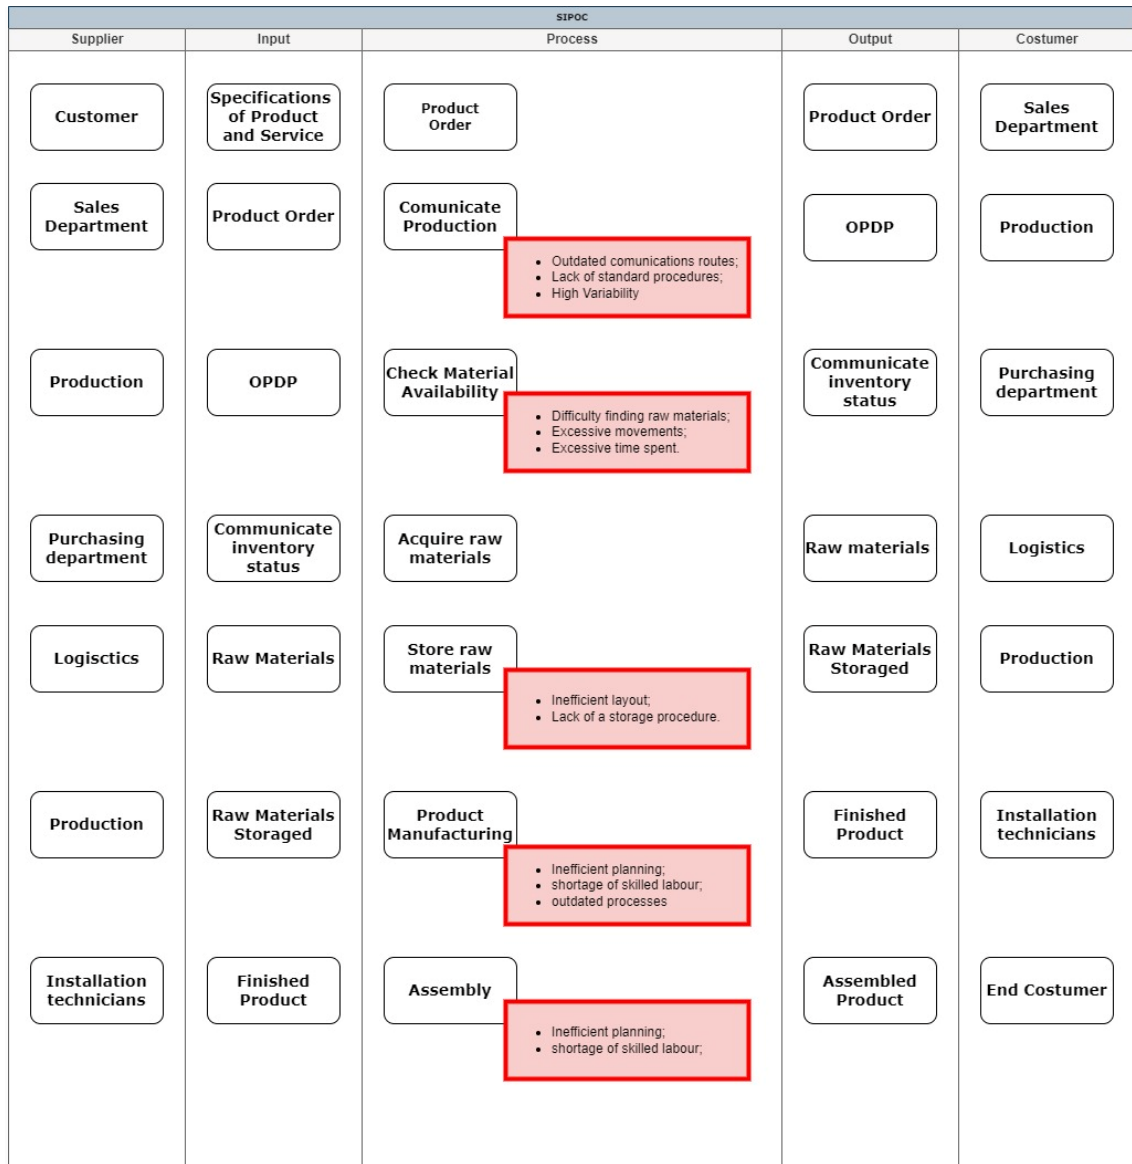 SIPOC
Supplier
Input
Process
Output
Costumer
Customer
Specifications
of Product
and Service
Product
Order
Product Order
Sales
Department
Sales
Department
Product Order
Comunicate
Production
OPDP
Production
Outdated comunications routes;
Lack of standard procedures;
High Variability
Production
OPDP
Check Material
Availability
Communicate
inventory
status
Purchasing
department
Difficulty finding raw materials;
Excessive movements;
Excessive time spent.
Purchasing
department
Communicate
inventory
status
Acquire raw
materials
Raw materials
Logistics
Logisctics
Raw Materials
Store raw
materials
Raw Materials
Storaged
Production
Inefficient layout;
Lack of a storage procedure.
Production
Raw Materials
Storaged
Product
Manufacturing
Finished
Product
Installation
technicians
Inefficient planning;
shortage of skilled labour;
outdated processes
Installation
technicians
Finished
Product
Assembly
Assembled
Product
End Costumer
Inefficient planning;
shortage of skilled labour;